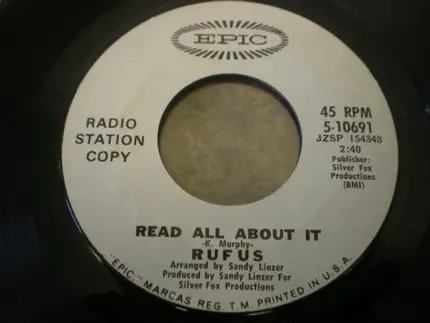 EPIC
RADIO
STATION
COPY
45 RPM
5-10691
JZSP 154348
2:40
Publisher:
Silver Fox
Productions
(BMI)
READ ALL ABOUT IT
-K. Murphy-
RUFUS
Arranged by Sandy Linzer
Produced by Sandy Linzer For
Silver Fox Productions
"EPIC," MARCAS REG. T.M. PRINTED IN U.S.A.